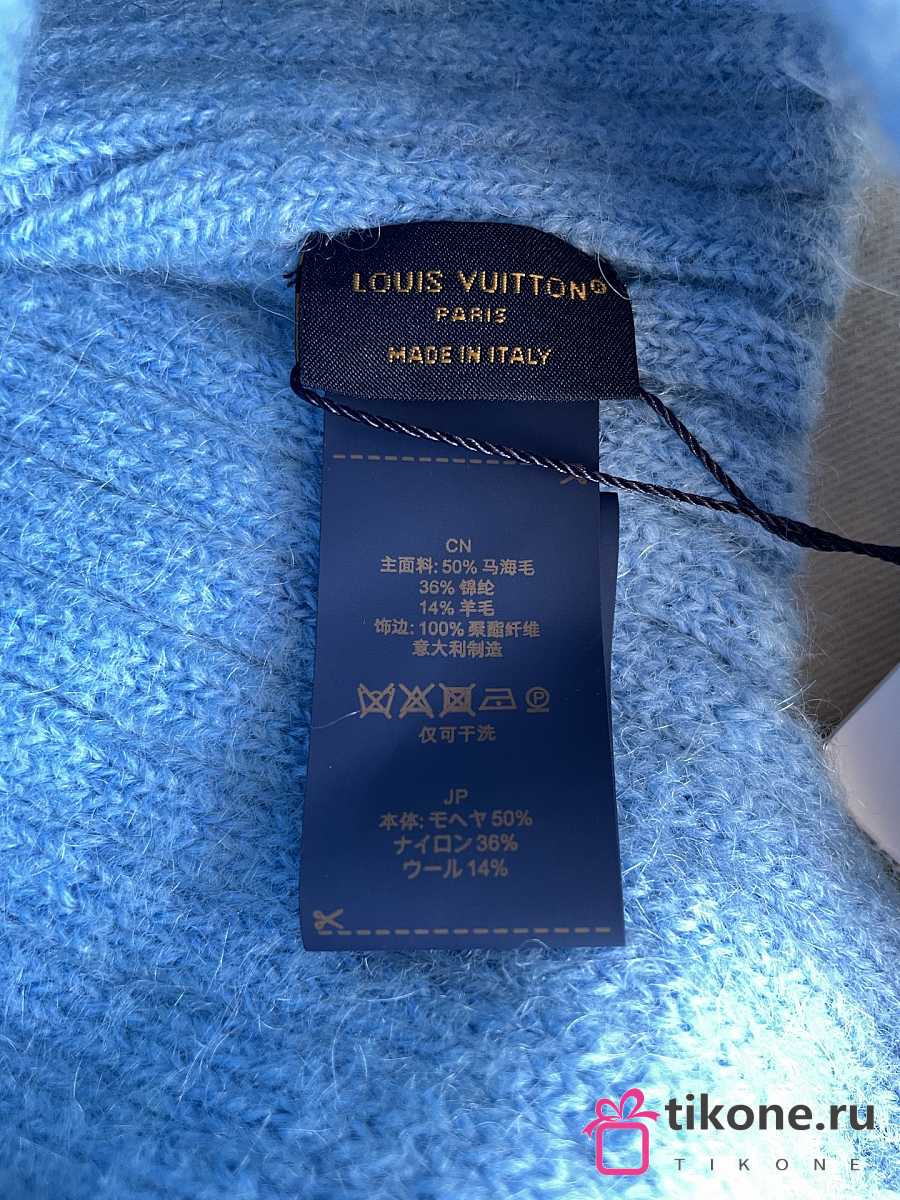 LOUIS VUITTON®
PARIS
MADE IN ITALY
CN
主面料: 50% 马海毛
36% 锦纶
14% 羊毛
饰边: 100% 聚酯纤维
意大利制造
P
仅可干洗
JP
本体: モヘヤ 50%
ナイロン 36%
ウール 14%
tikone.ru
TIKONE